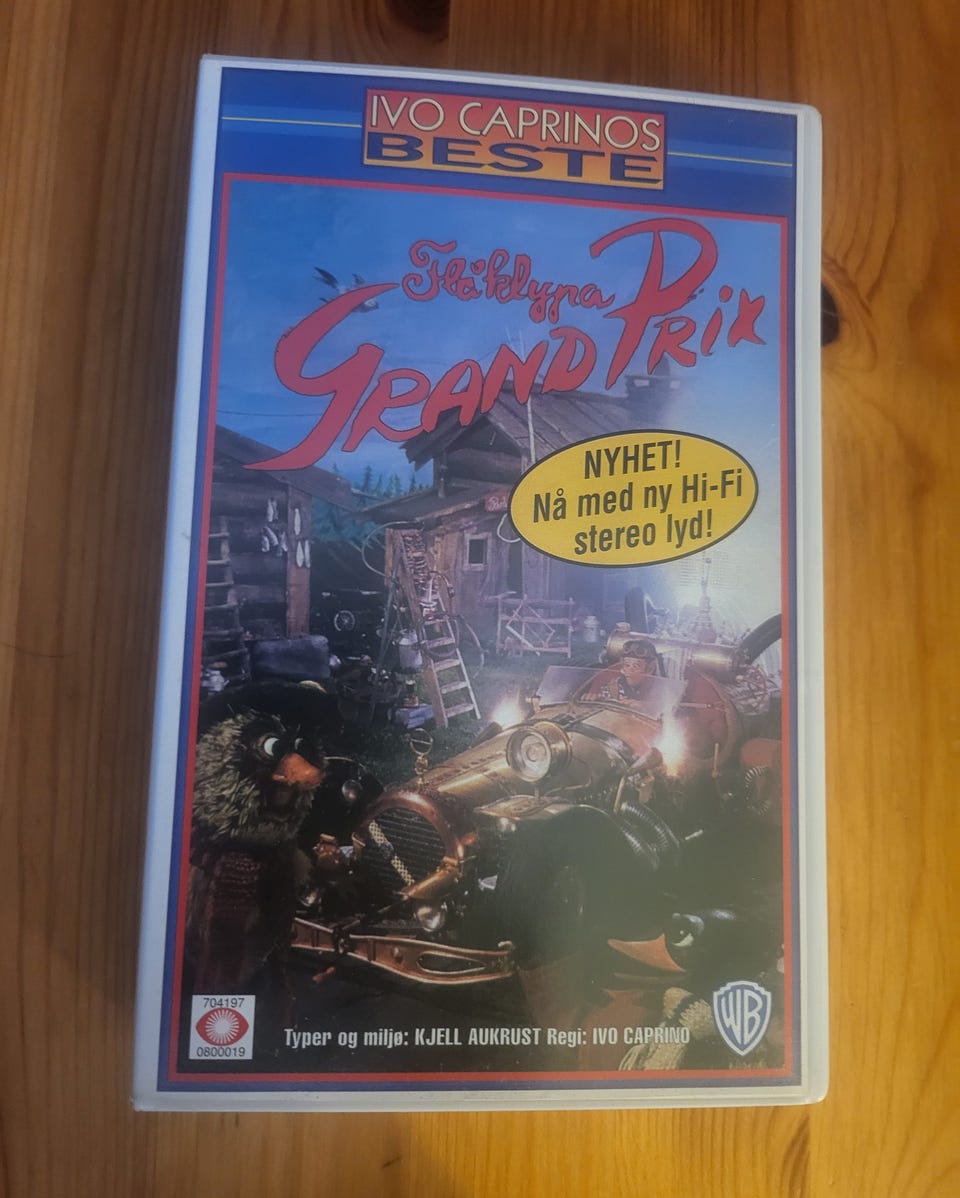 IVO CAPRINOS
BESTE
Flåklypa
GRAND PRIX
NYHET!
Nå med ny Hi-Fi
stereo lyd!
704197
0800019
Typer og miljø: KJELL AUKRUST Regi: IVO CAPRINO
WB